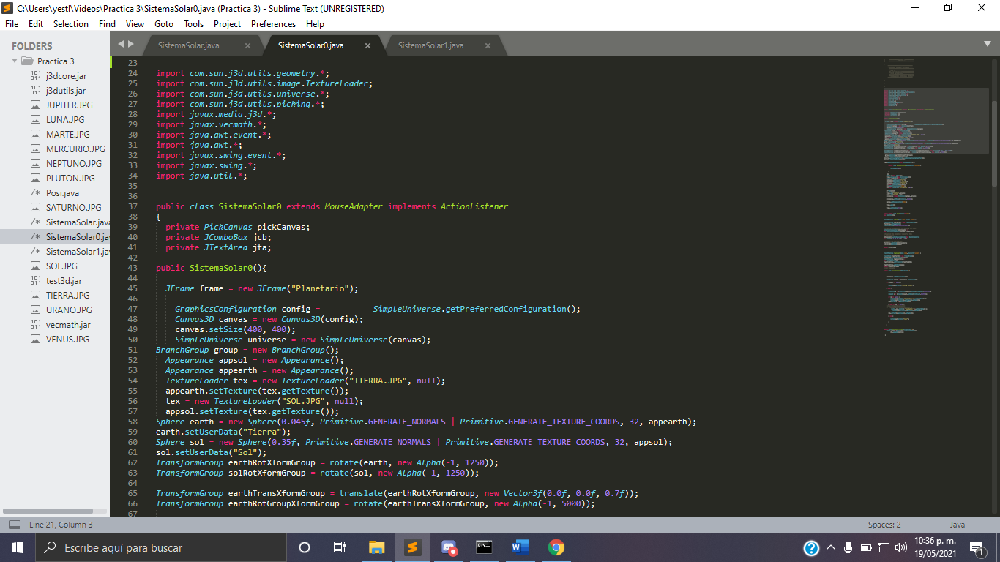 C:\Users\yestl\Videos\Practica 3\SistemaSolar0.java (Practica 3) - Sublime Text (UNREGISTERED)
File Edit Selection Find View Goto Tools Project Preferences Help
FOLDERS
Practica 3
j3dcore.jar
j3dutils.jar
JUPITER.JPG
LUNA.JPG
MARTE.JPG
MERCURIO.JPG
NEPTUNO.JPG
PLUTON.JPG
Posi.java
SATURNO.JPG
SistemaSolar.java
SistemaSolar0.jav
SistemaSolar1.java
SOL.JPG
test3d.jar
TIERRA.JPG
URANO.JPG
vecmath.jar
VENUS.JPG
SistemaSolar.java SistemaSolar0.java SistemaSolar1.java
23
24 import com.sun.j3d.utils.geometry.*;
25 import com.sun.j3d.utils.image.TextureLoader;
26 import com.sun.j3d.utils.universe.*;
27 import com.sun.j3d.utils.picking.*;
28 import javax.media.j3d.*;
29 import javax.vecmath.*;
30 import java.awt.event.*;
31 import java.awt.*;
32 import javax.swing.event.*;
33 import javax.swing.*;
34 import java.util.*;
35
36
37 public class SistemaSolar0 extends MouseAdapter implements ActionListener
38 {
39 private PickCanvas pickCanvas;
40 private JComboBox jcb;
41 private JTextArea jta;
42
43 public SistemaSolar0(){
44
45 JFrame frame = new JFrame("Planetario");
46
47 GraphicsConfiguration config = SimpleUniverse.getPreferredConfiguration();
48 Canvas3D canvas = new Canvas3D(config);
49 canvas.setSize(400, 400);
50 SimpleUniverse universe = new SimpleUniverse(canvas);
51 BranchGroup group = new BranchGroup();
52 Appearance appsol = new Appearance();
53 Appearance appearth = new Appearance();
54 TextureLoader tex = new TextureLoader("TIERRA.JPG", null);
55 appearth.setTexture(tex.getTexture());
56 tex = new TextureLoader("SOL.JPG", null);
57 appsol.setTexture(tex.getTexture());
58 Sphere earth = new Sphere(0.045f, Primitive.GENERATE_NORMALS | Primitive.GENERATE_TEXTURE_COORDS, 32, appearth);
59 earth.setUserData("Tierra");
60 Sphere sol = new Sphere(0.35f, Primitive.GENERATE_NORMALS | Primitive.GENERATE_TEXTURE_COORDS, 32, appsol);
61 sol.setUserData("Sol");
62 TransformGroup earthRotXformGroup = rotate(earth, new Alpha(-1, 1250));
63 TransformGroup solRotXformGroup = rotate(sol, new Alpha(-1, 1250));
64
65 TransformGroup earthTransXformGroup = translate(earthRotXformGroup, new Vector3f(0.0f, 0.0f, 0.7f));
66 TransformGroup earthRotGroupXformGroup = rotate(earthTransXformGroup, new Alpha(-1, 5000));
67
Line 21, Column 3 Spaces: 2 Java
Escribe aquí para buscar
10:36 p. m.
19/05/2021
1